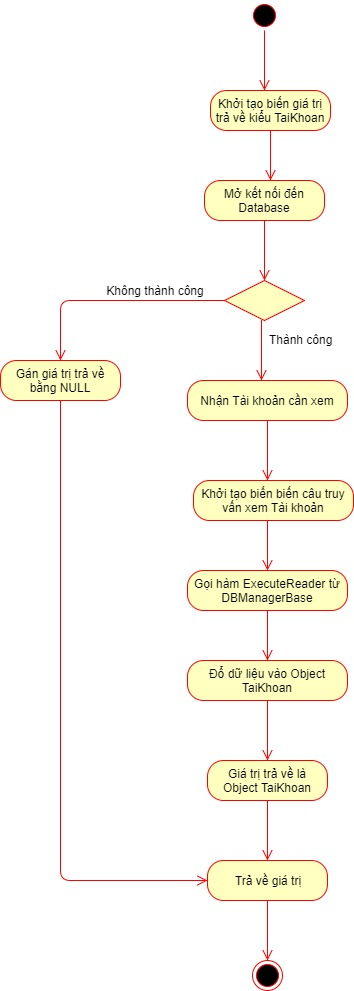 Khởi tạo biến giá trị
trả về kiểu TaiKhoan
Mở kết nối đến
Database
Không thành công
Thành công
Gán giá trị trả về
bằng NULL
Nhận Tài khoản cần xem
Khởi tạo biến biến câu truy
vấn xem Tài khoản
Gọi hàm ExecuteReader từ
DBManagerBase
Đổ dữ liệu vào Object
TaiKhoan
Giá trị trả về là
Object TaiKhoan
Trả về giá trị